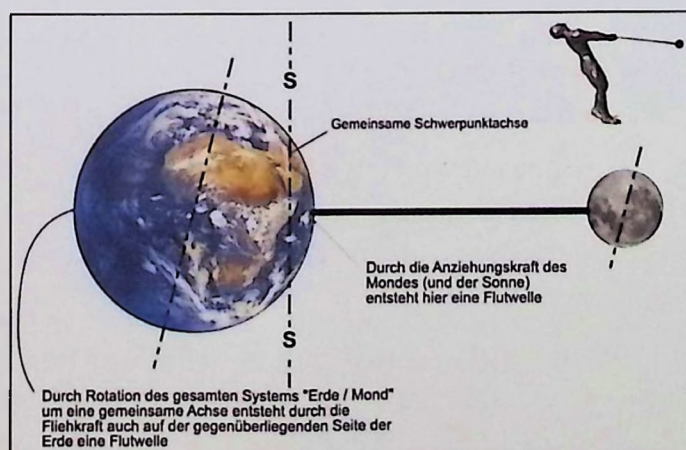 S
Gemeinsame Schwerpunktachse
Durch die Anziehungskraft des
Mondes (und der Sonne)
entsteht hier eine Flutwelle
S
Durch Rotation des gesamten Systems "Erde / Mond"
um eine gemeinsame Achse entsteht durch die
Fliehkraft auch auf der gegenüberliegenden Seite der
Erde eine Flutwelle